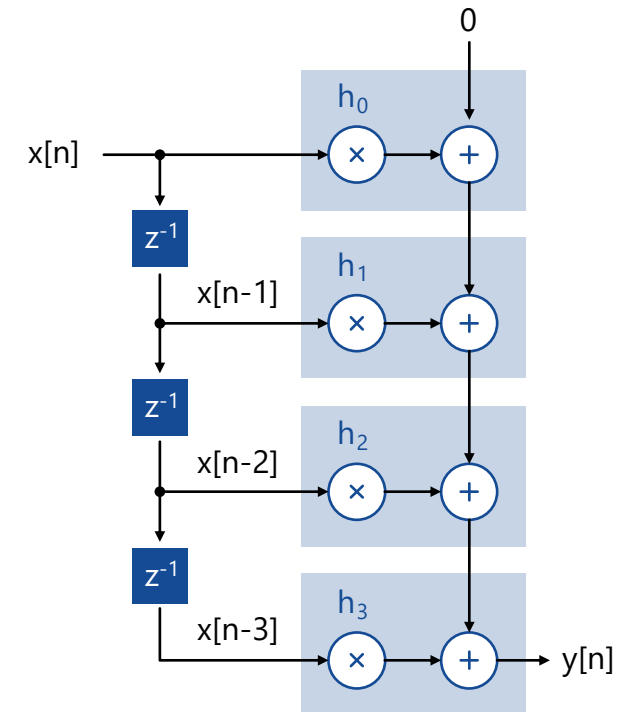 0
h₀
x[n] × +
z⁻¹
x[n-1] h₁
× +
z⁻¹
x[n-2] h₂
× +
z⁻¹
x[n-3] h₃
× + y[n]